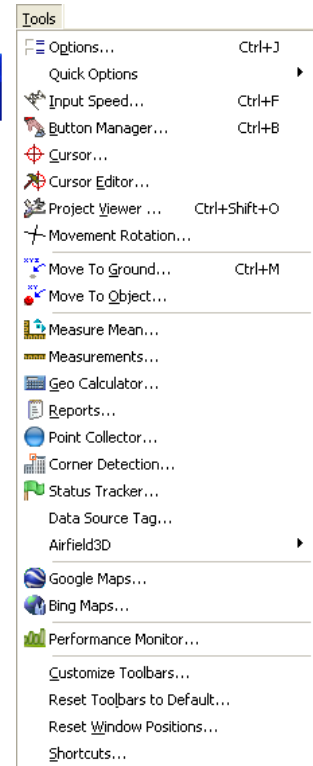 Tools
Options... Ctrl+J
Quick Options
Input Speed... Ctrl+F
Button Manager... Ctrl+B
Cursor...
Cursor Editor...
Project Viewer ... Ctrl+Shift+O
Movement Rotation...
Move To Ground... Ctrl+M
Move To Object...
Measure Mean...
Measurements...
Geo Calculator...
Reports...
Point Collector...
Corner Detection...
Status Tracker...
Data Source Tag...
Airfield3D
Google Maps...
Bing Maps...
Performance Monitor...
Customize Toolbars...
Reset Toolbars to Default...
Reset Window Positions...
Shortcuts...